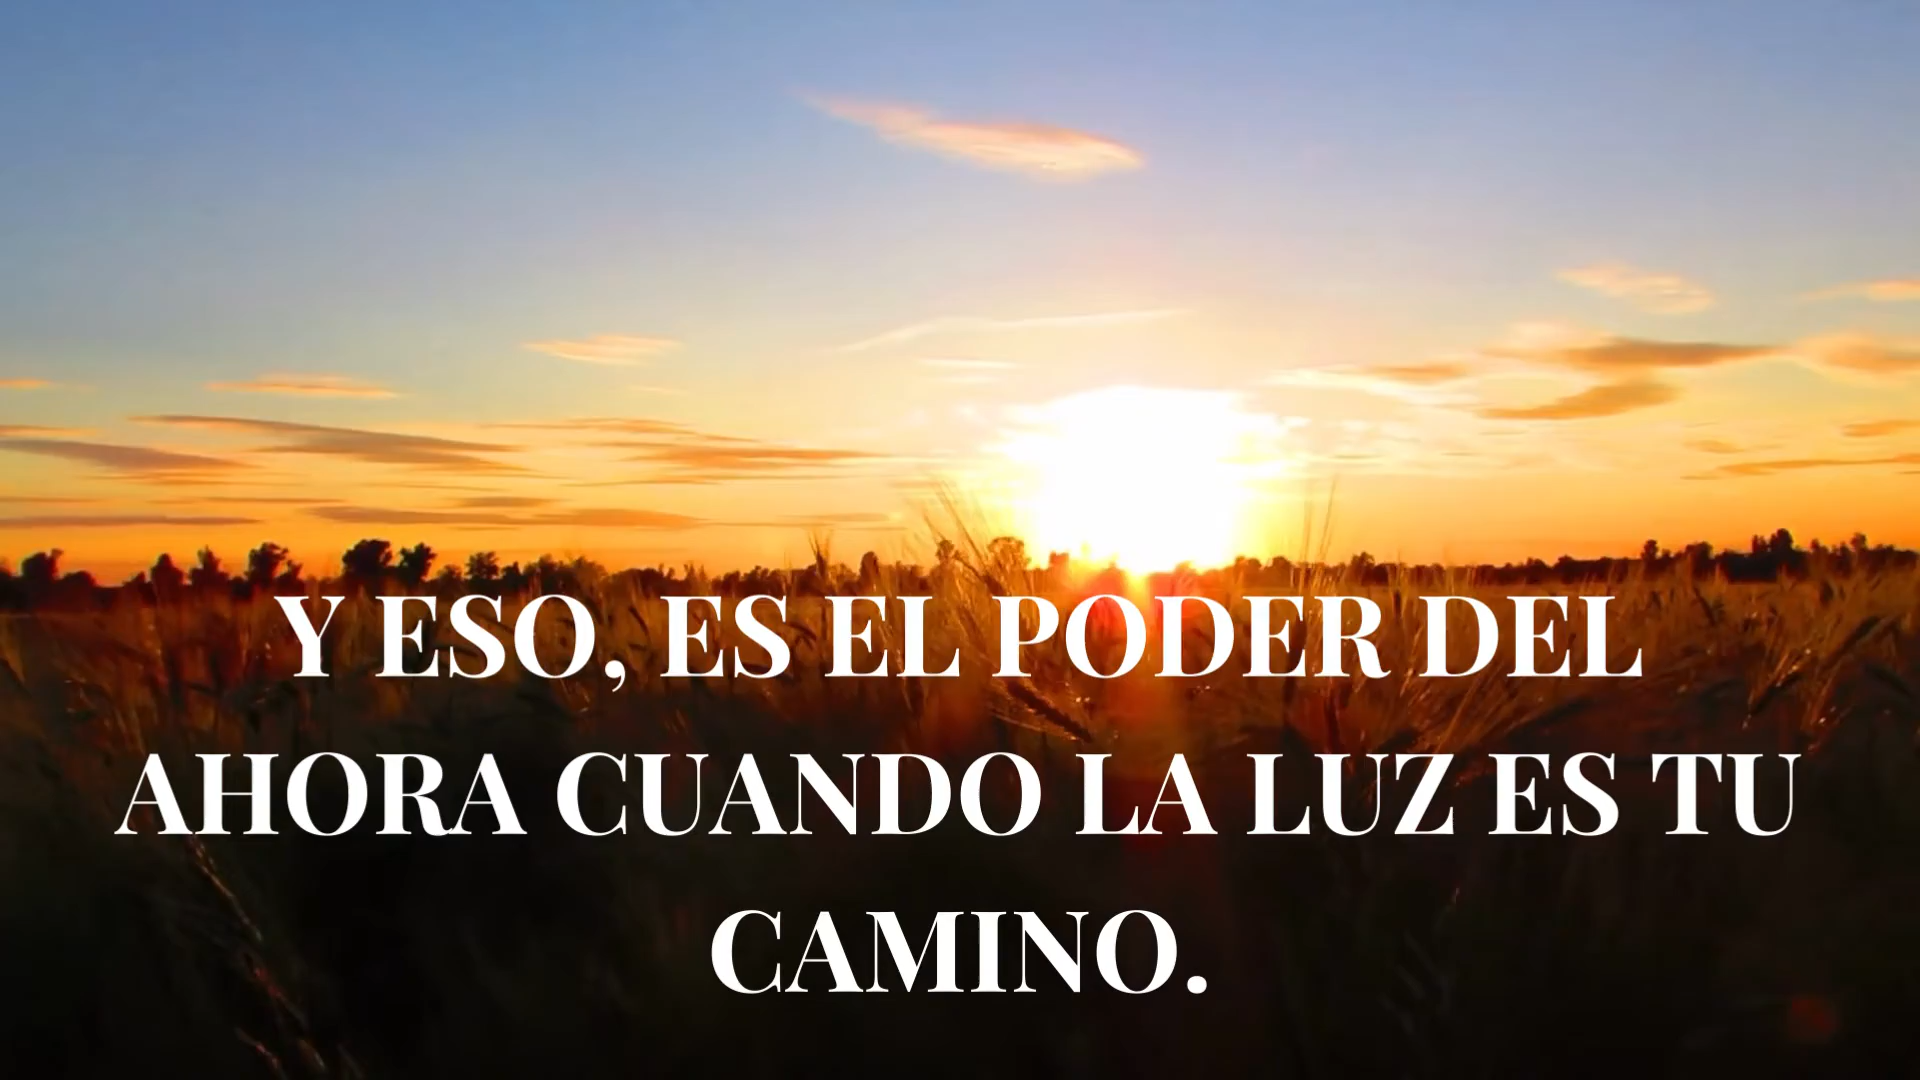 Y ESO, ES EL PODER DEL
AHORA CUANDO LA LUZ ES TU
CAMINO.